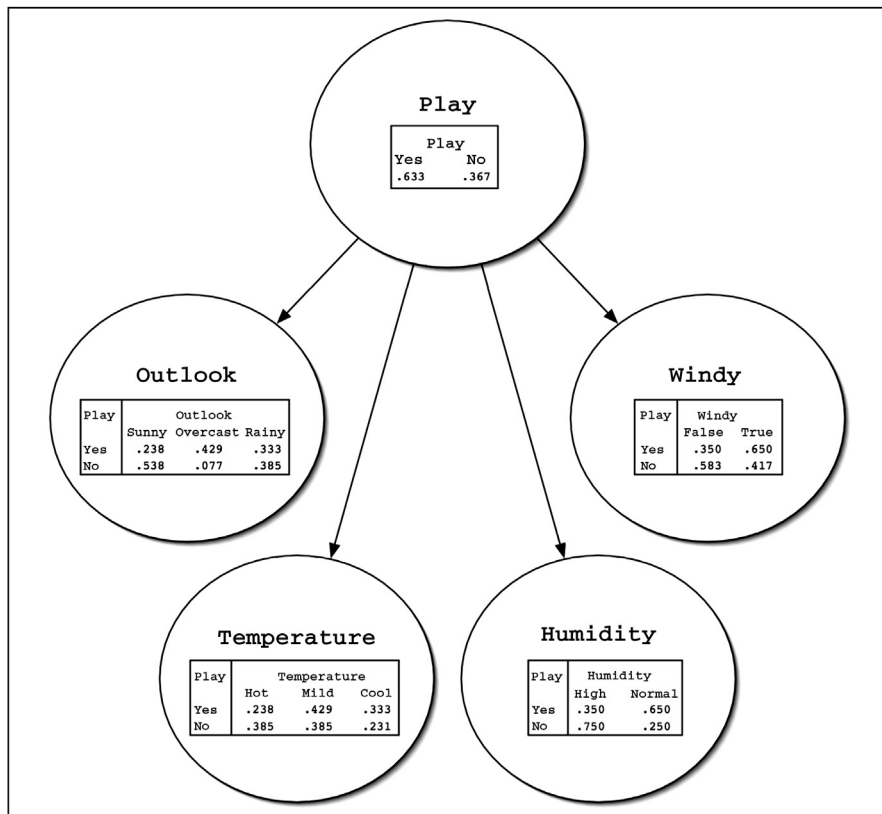 Play
Play
Yes No
.633 .367
Outlook
Play Outlook
Sunny Overcast Rainy
Yes .238 .429 .333
No .538 .077 .385
Windy
Play Windy
False True
Yes .350 .650
No .583 .417
Temperature
Play Temperature
Hot Mild Cool
Yes .238 .429 .333
No .385 .385 .231
Humidity
Play Humidity
High Normal
Yes .350 .650
No .750 .250